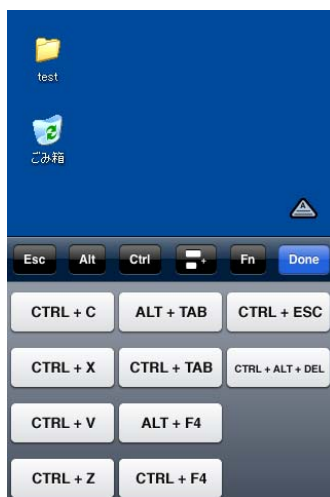 test
ごみ箱
A
Esc Alt Ctrl + Fn Done
CTRL + C ALT + TAB CTRL + ESC
CTRL + X CTRL + TAB CTRL + ALT + DEL
CTRL + V ALT + F4
CTRL + Z CTRL + F4